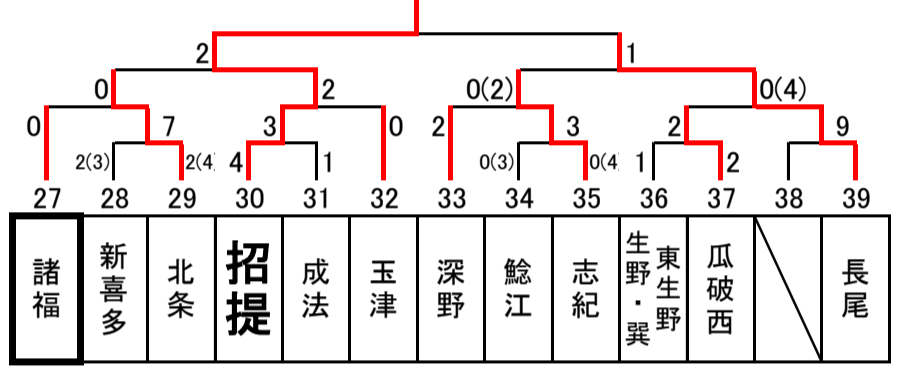 2 1
0 2 0(2) 0(4)
0 7 3 0 2 3 2 9
2(3) 2(4 4 1 0(3) 0(4 1 2
27 28 29 30 31 32 33 34 35 36 37 38 39
諸福
新喜多
北条
招提
成法
玉津
深野
鯰江
志紀
東生野
生野・巽
瓜破西
長尾